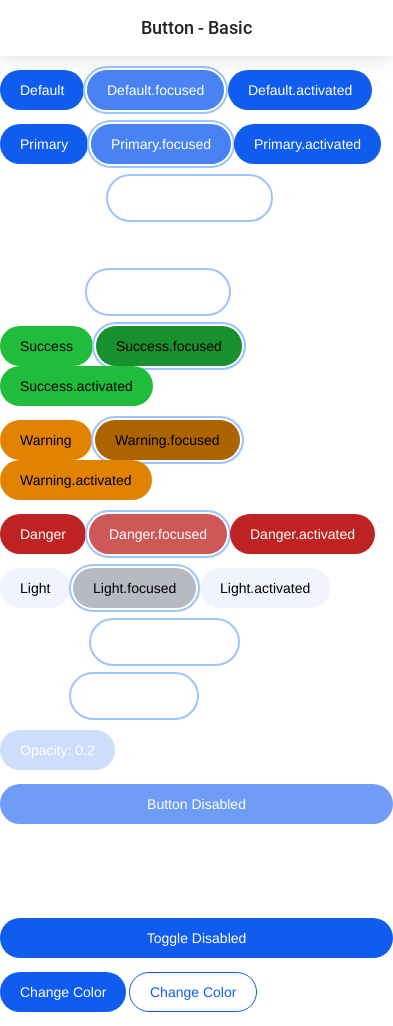 Button - Basic
Default Default.focused Default.activated
Primary Primary.focused Primary.activated
Success Success.focused
Success.activated
Warning Warning.focused
Warning.activated
Danger Danger.focused Danger.activated
Light Light.focused Light.activated
Opacity: 0.2
Button Disabled
Toggle Disabled
Change Color Change Color